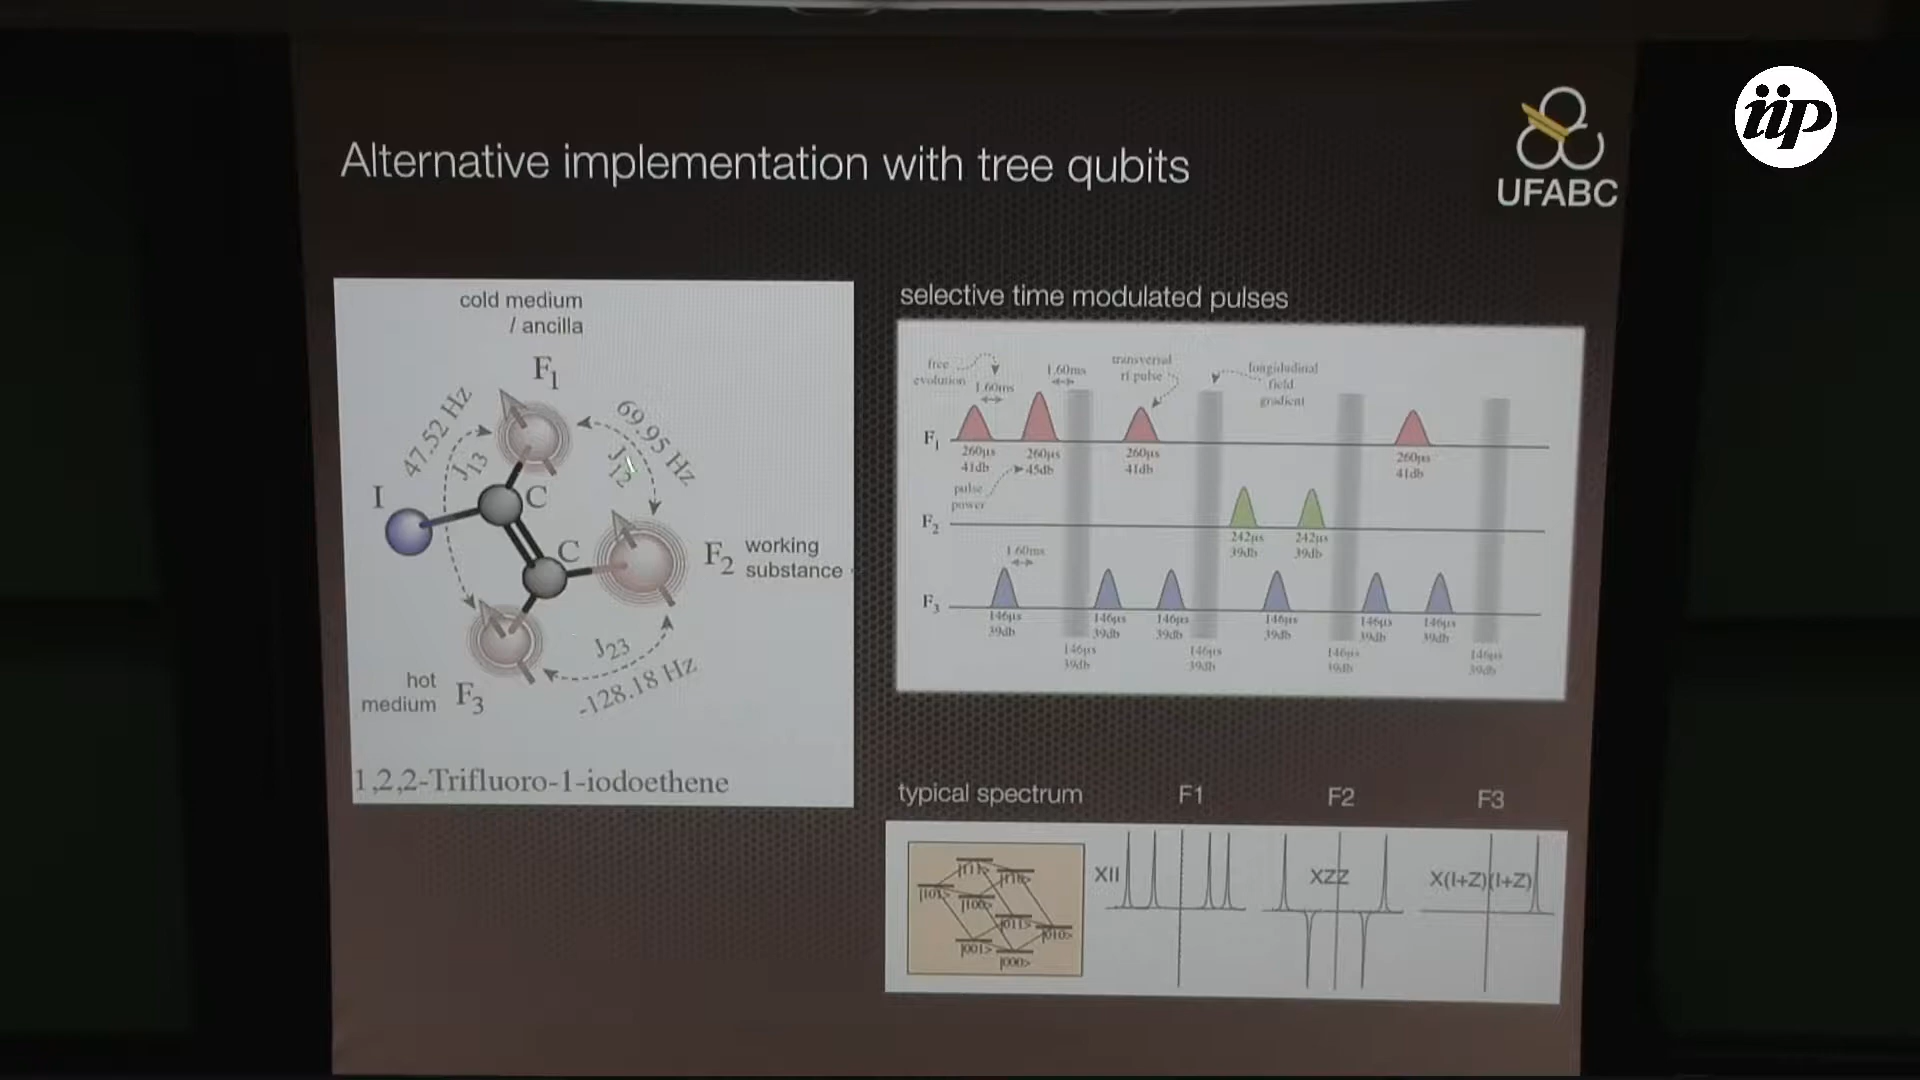 iip
UFABC
Alternative implementation with tree qubits
cold medium
/ ancilla
F1
47.52 Hz
J13
69.95 Hz
J12
I
C
C
F2
working
substance
J23
-128.18 Hz
hot
medium
F3
1,2,2-Trifluoro-1-iodoethene
selective time modulated pulses
free
evolution
1.60ms
1.60ms
transversal
rf pulse
longidudinal
field
gradient
F1
260μs
41db
260μs
45db
260μs
41db
260μs
41db
pulse
power
F2
242μs
39db
242μs
39db
1.60ms
F3
146μs
39db
146μs
39db
146μs
39db
146μs
39db
146μs
39db
146μs
39db
146μs
39db
146μs
39db
146μs
39db
146μs
39db
typical spectrum
F1
F2
F3
|111>
|110>
|101>
|100>
|011>
|010>
|001>
|000>
XII
XZZ
X(I+Z)(I+Z)